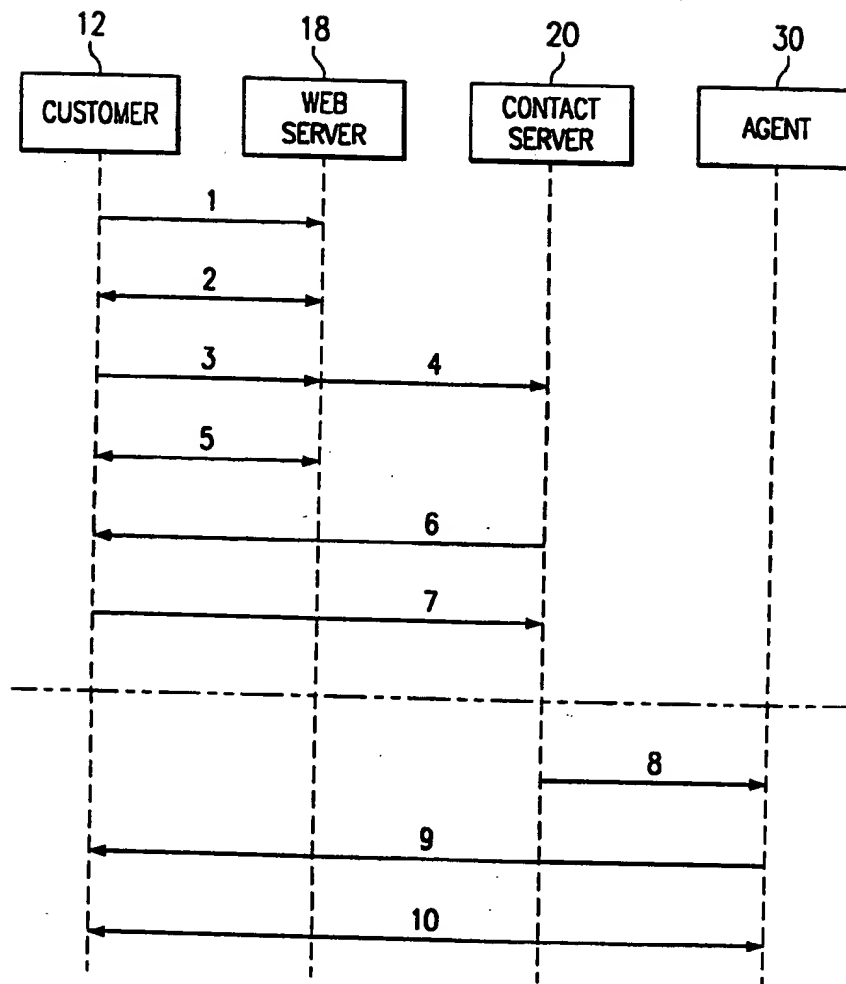 12 18 20 30
CUSTOMER
WEB
SERVER
CONTACT
SERVER
AGENT
1
2
3 4
5
6
7
8
9
10